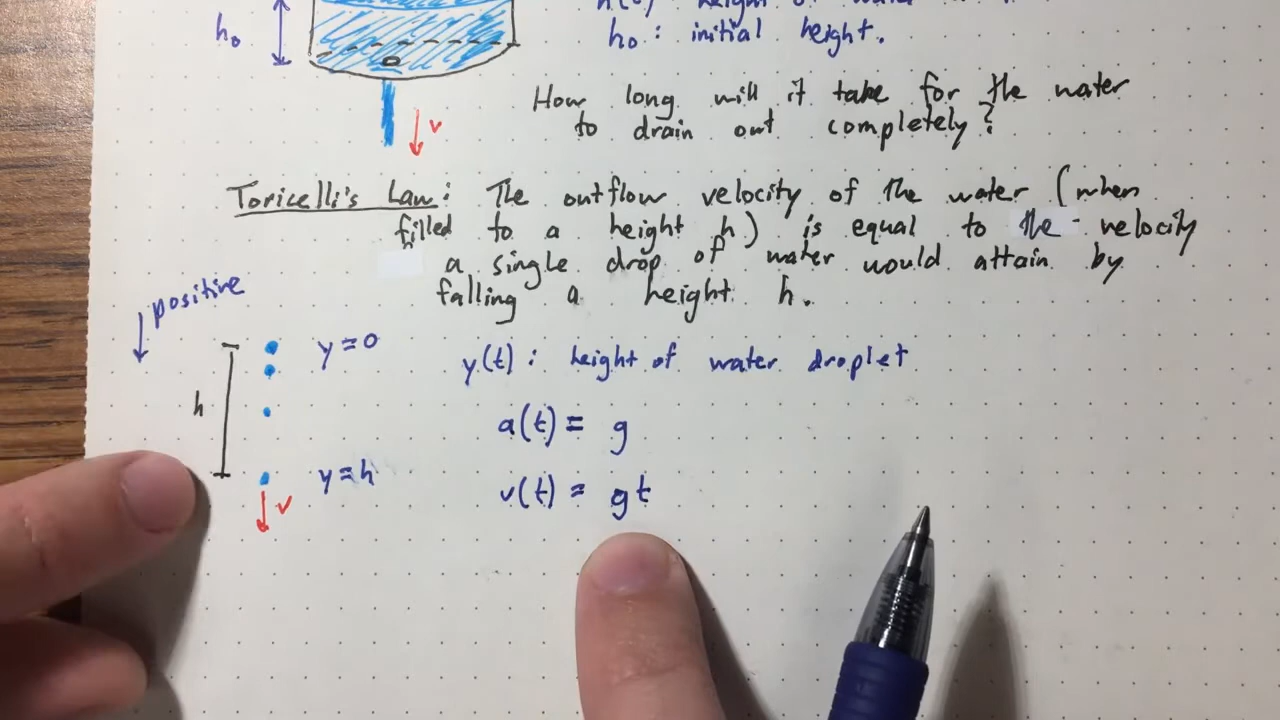 h₀
h₀ : initial height.
How long will it take for the water
to drain out completely?
v
Toricelli's Law: The outflow velocity of the water (when
filled to a height h) is equal to the velocity
a single drop of water would attain by
falling a height h.
positive
y=0
y(t) : height of water droplet
h
a(t) = g
y=h
v(t) = gt
v